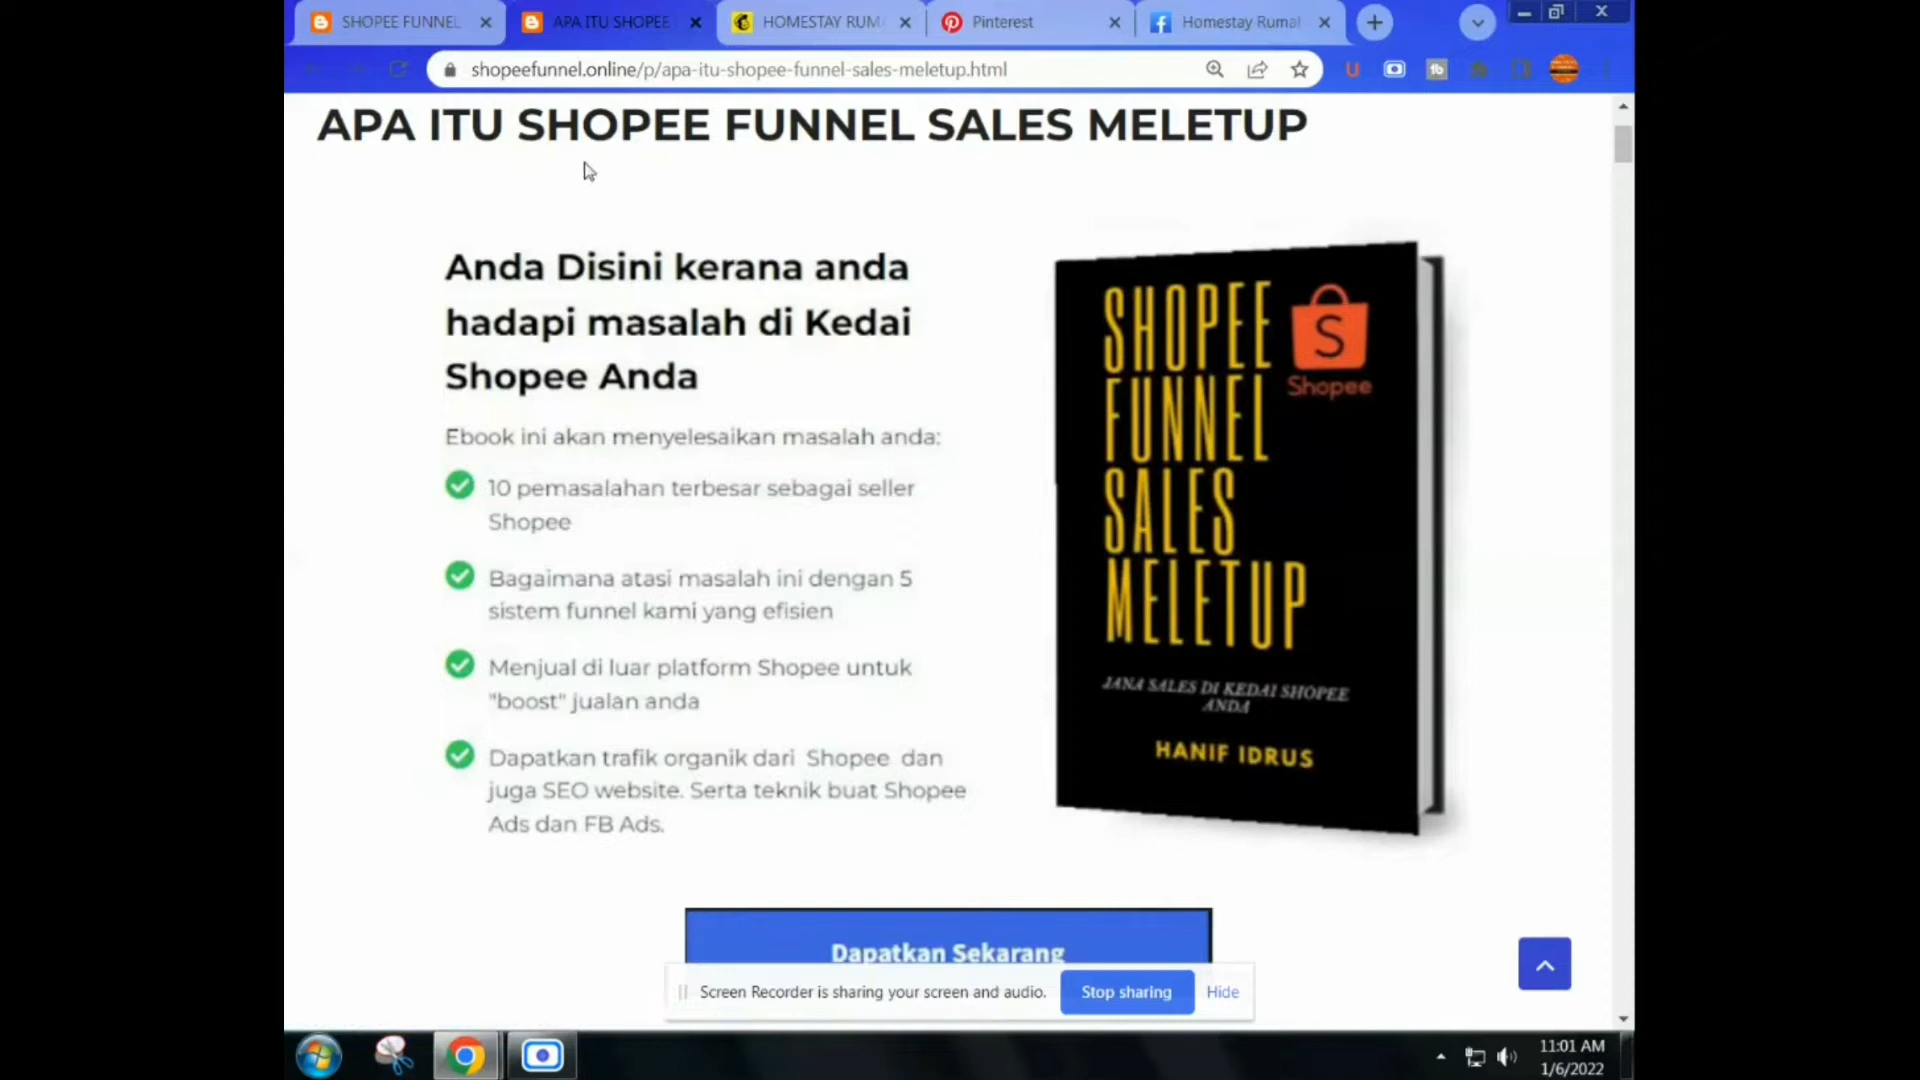 SHOPEE FUNNEL
APA ITU SHOPEE
HOMESTAY RUM
Pinterest
Homestay Rumah
shopeefunnel.online/p/apa-itu-shopee-funnel-sales-meletup.html
APA ITU SHOPEE FUNNEL SALES MELETUP
Anda Disini kerana anda
hadapi masalah di Kedai
Shopee Anda
Ebook ini akan menyelesaikan masalah anda:
10 pemasalahan terbesar sebagai seller
Shopee
Bagaimana atasi masalah ini dengan 5
sistem funnel kami yang efisien
Menjual di luar platform Shopee untuk
"boost" jualan anda
Dapatkan trafik organik dari Shopee dan
juga SEO website. Serta teknik buat Shopee
Ads dan FB Ads.
SHOPEE
FUNNEL
SALES
MELETUP
S
Shopee
JANA SALES DI KEDAI SHOPEE
ANDA
HANIF IDRUS
Dapatkan Sekarang
Screen Recorder is sharing your screen and audio.
Stop sharing
Hide
11:01 AM
1/6/2022